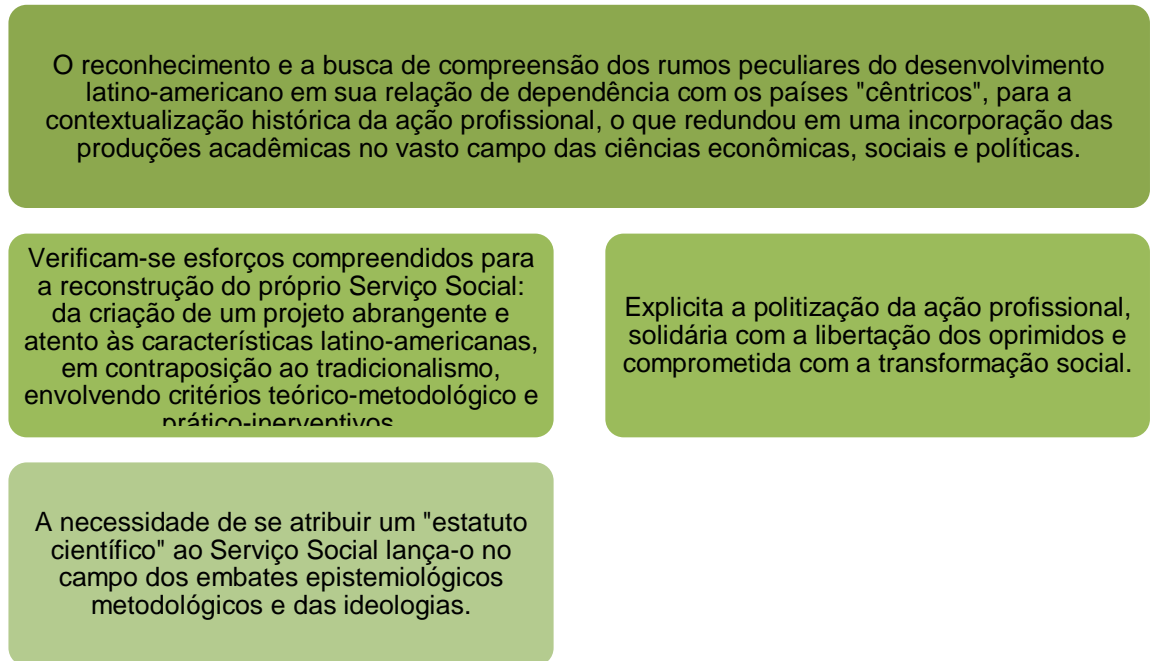 O reconhecimento e a busca de compreensão dos rumos peculiares do desenvolvimento
latino-americano em sua relação de dependência com os países "cêntricos", para a
contextualização histórica da ação profissional, o que redundou em uma incorporação das
produções acadêmicas no vasto campo das ciências econômicas, sociais e políticas.
Verificam-se esforços compreendidos para
a reconstrução do próprio Serviço Social:
da criação de um projeto abrangente e
atento às características latino-americanas,
em contraposição ao tradicionalismo,
envolvendo critérios teórico-metodológico e
prático-inerventivos
Explicita a politização da ação profissional,
solidária com a libertação dos oprimidos e
comprometida com a transformação social.
A necessidade de se atribuir um "estatuto
científico" ao Serviço Social lança-o no
campo dos embates epistemiológicos
metodológicos e das ideologias.